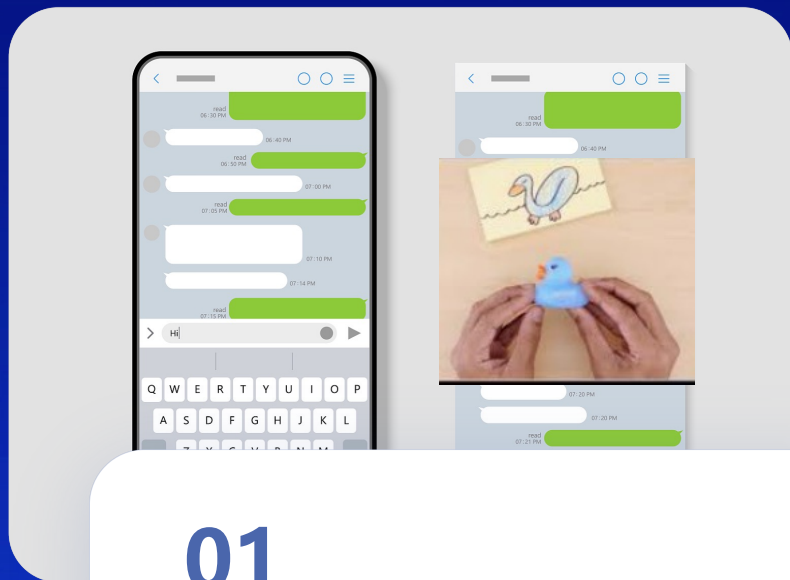 read
06:30 PM
06:40 PM
read
06:50 PM
07:00 PM
read
07:05 PM
07:10 PM
07:14 PM
read
07:15 PM
Hi
Q W E R T Y U I O P
A S D F G H J K L
Z X C V B N M
read
06:30 PM
06:40 PM
07:20 PM
07:20 PM
read
07:21 PM
01